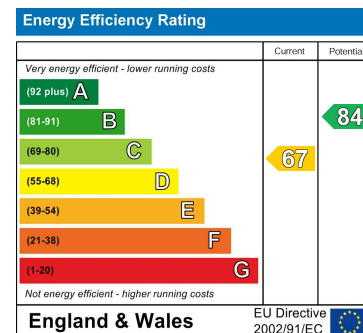 Energy Efficiency Rating
Current
Potential
Very energy efficient - lower running costs
(92 plus) A
(81-91) B
84
(69-80) C
67
(55-68) D
(39-54) E
(21-38) F
(1-20) G
Not energy efficient - higher running costs
England & Wales
EU Directive
2002/91/EC